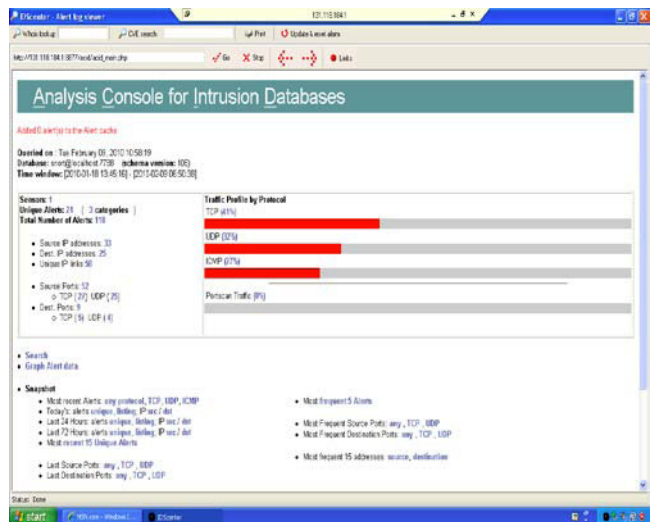 IDScenter - Alert log viewer
131.118.184.1
Whois lookup
CVE search
Print
Update & reset alarm
Go
Stop
Links
Analysis Console for Intrusion Databases
Added 0 alert(s) to the Alert cache
Queried on : Tue February 09, 2010 10:58:19
Database: snort@localhost:7788 (schema version: 106)
Time window: [2010-01-18 13:45:16] - [2010-02-09 06:50:38]
Sensors: 1
Unique Alerts: 21 ( 3 categories )
Total Number of Alerts: 118
Source IP addresses: 33
Dest. IP addresses: 25
Unique IP links 50
Source Ports: 52
TCP ( 27) UDP ( 25)
Dest. Ports: 9
TCP ( 5) UDP ( 4)
Traffic Profile by Protocol
TCP (41%)
UDP (32%)
ICMP (27%)
Portscan Traffic (0%)
Search
Graph Alert data
Snapshot
Most recent Alerts: any protocol, TCP, UDP, ICMP
Today's: alerts unique, listing; IP src / dst
Last 24 Hours: alerts unique, listing; IP src / dst
Last 72 Hours: alerts unique, listing; IP src / dst
Most recent 15 Unique Alerts
Last Source Ports: any , TCP , UDP
Last Destination Ports: any , TCP , UDP
Most frequent 5 Alerts
Most Frequent Source Ports: any , TCP , UDP
Most Frequent Destination Ports: any , TCP , UDP
Most frequent 15 addresses: source, destination
Status: Done
start
IDScenter